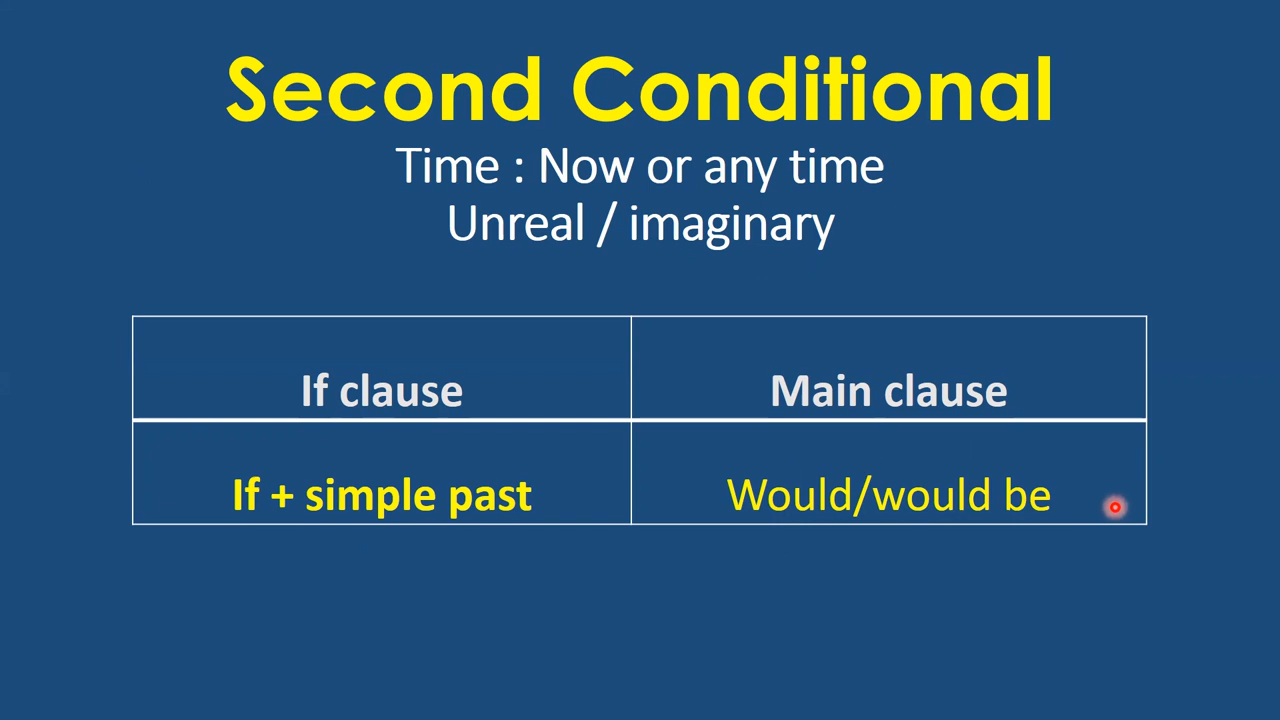 Second Conditional
Time : Now or any time
Unreal / imaginary
If clause
Main clause
If + simple past
Would/would be